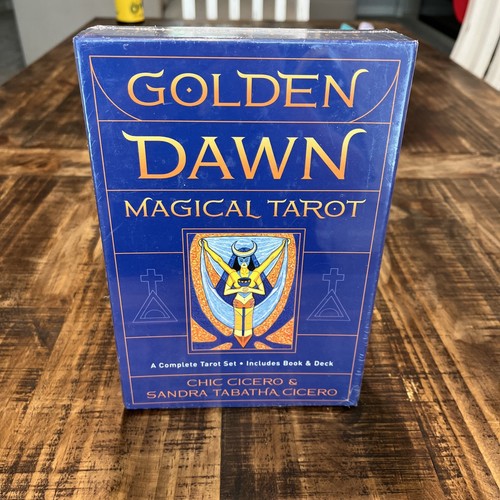 GOLDEN
DAWN
MAGICAL TAROT
A Complete Tarot Set • Includes Book & Deck
CHIC CICERO &
SANDRA TABATHA CICERO